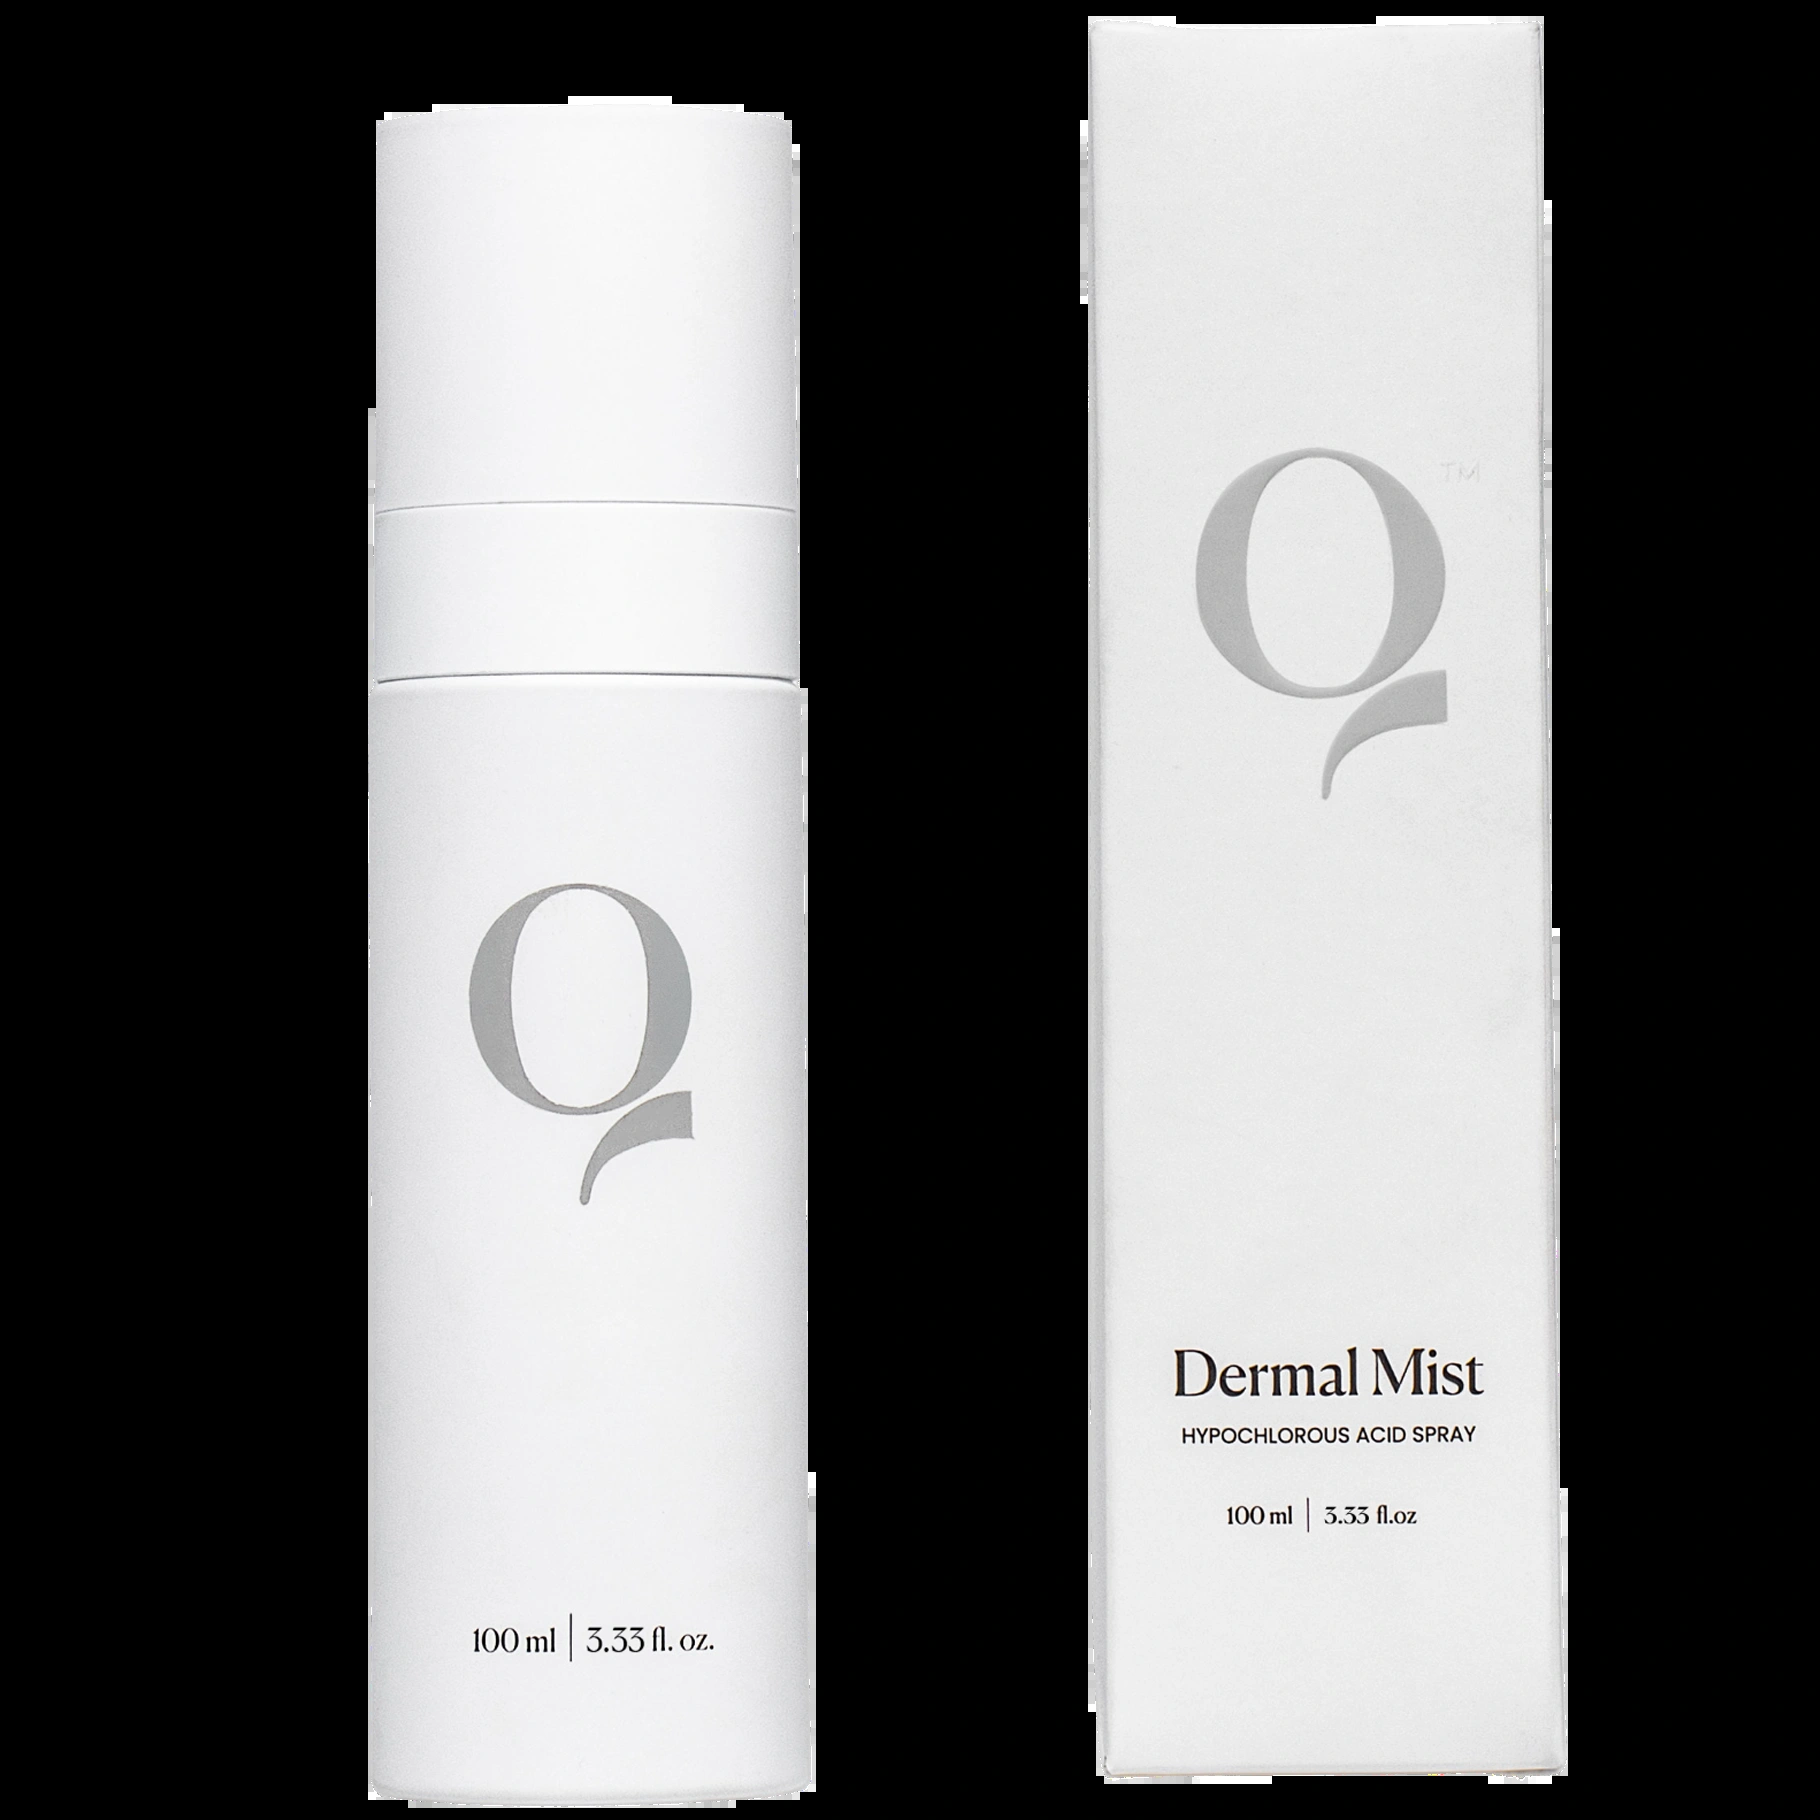 Q
100 ml | 3.33 fl. oz.
Q™
Dermal Mist
HYPOCHLOROUS ACID SPRAY
100 ml | 3.33 fl.oz